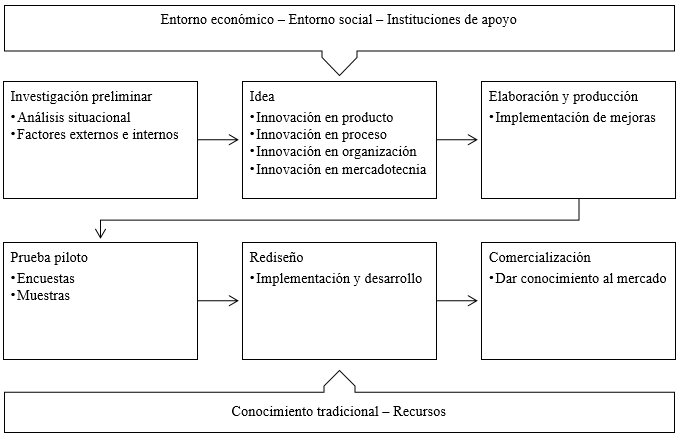 Entorno económico – Entorno social – Instituciones de apoyo
Investigación preliminar
• Análisis situacional
• Factores externos e internos
Idea
• Innovación en producto
• Innovación en proceso
• Innovación en organización
• Innovación en mercadotecnia
Elaboración y producción
• Implementación de mejoras
Prueba piloto
• Encuestas
• Muestras
Rediseño
• Implementación y desarrollo
Comercialización
• Dar conocimiento al mercado
Conocimiento tradicional – Recursos